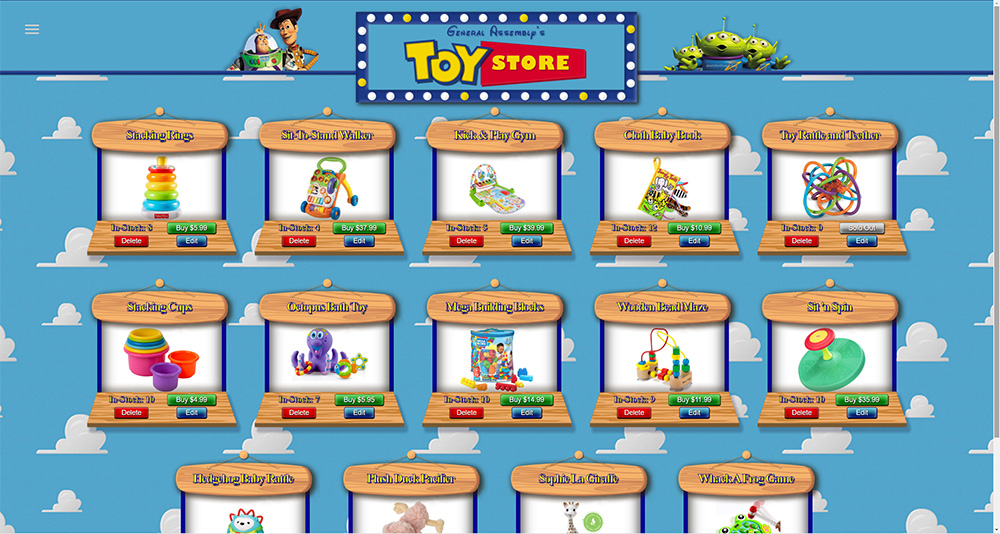 General Assembly's
TOY STORE
Stacking Rings
Sit-To-Stand Walker
Kick & Play Gym
Cloth Baby Book
Toy Rattle and Teether
In-Stock: 8
Buy $5.99
In-Stock: 4
Buy $37.99
In-Stock:
Buy $39.99
In-Stock: 12
Buy $10.99
In-Stock: 0
Sold Out
Delete
Edit
Delete
Edit
Delete
Edit
Delete
Edit
Delete
Edit
Stacking Cups
Octopus Bath Toy
Mega Building Blocks
Wooden Bead Maze
Sit 'n Spin
In-Stock: 10
Buy $4.99
In-Stock: 7
Buy $5.95
In-Stock: 10
Buy $14.99
In-Stock: 9
Buy $11.99
In-Stock: 10
Buy $35.99
Delete
Edit
Delete
Edit
Delete
Edit
Delete
Edit
Delete
Edit
Hedgehog Baby Rattle
Plush Duck Pacifier
Sophie La Giraffe
Whack A Frog Game